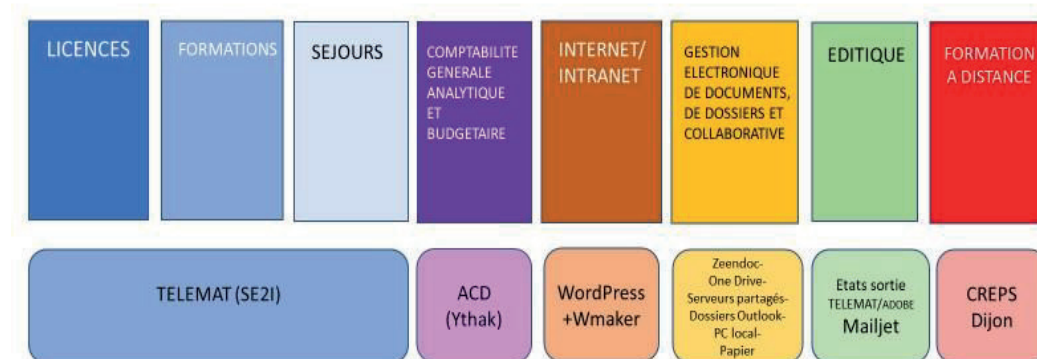 LICENCES
FORMATIONS
SEJOURS
COMPTABILITE
GENERALE
ANALYTIQUE
ET
BUDGETAIRE
INTERNET/
INTRANET
GESTION
ELECTRONIQUE
DE DOCUMENTS,
DE DOSSIERS ET
COLLABORATIVE
EDITIQUE
FORMATION
A DISTANCE
TELEMAT (SE2I)
ACD
(Ythak)
WordPress
+Wmaker
Zeendoc-
One Drive-
Serveurs partagés-
Dossiers Outlook-
PC local-
Papier
Etats sortie
TELEMAT/ADOBE
Mailjet
CREPS
Dijon